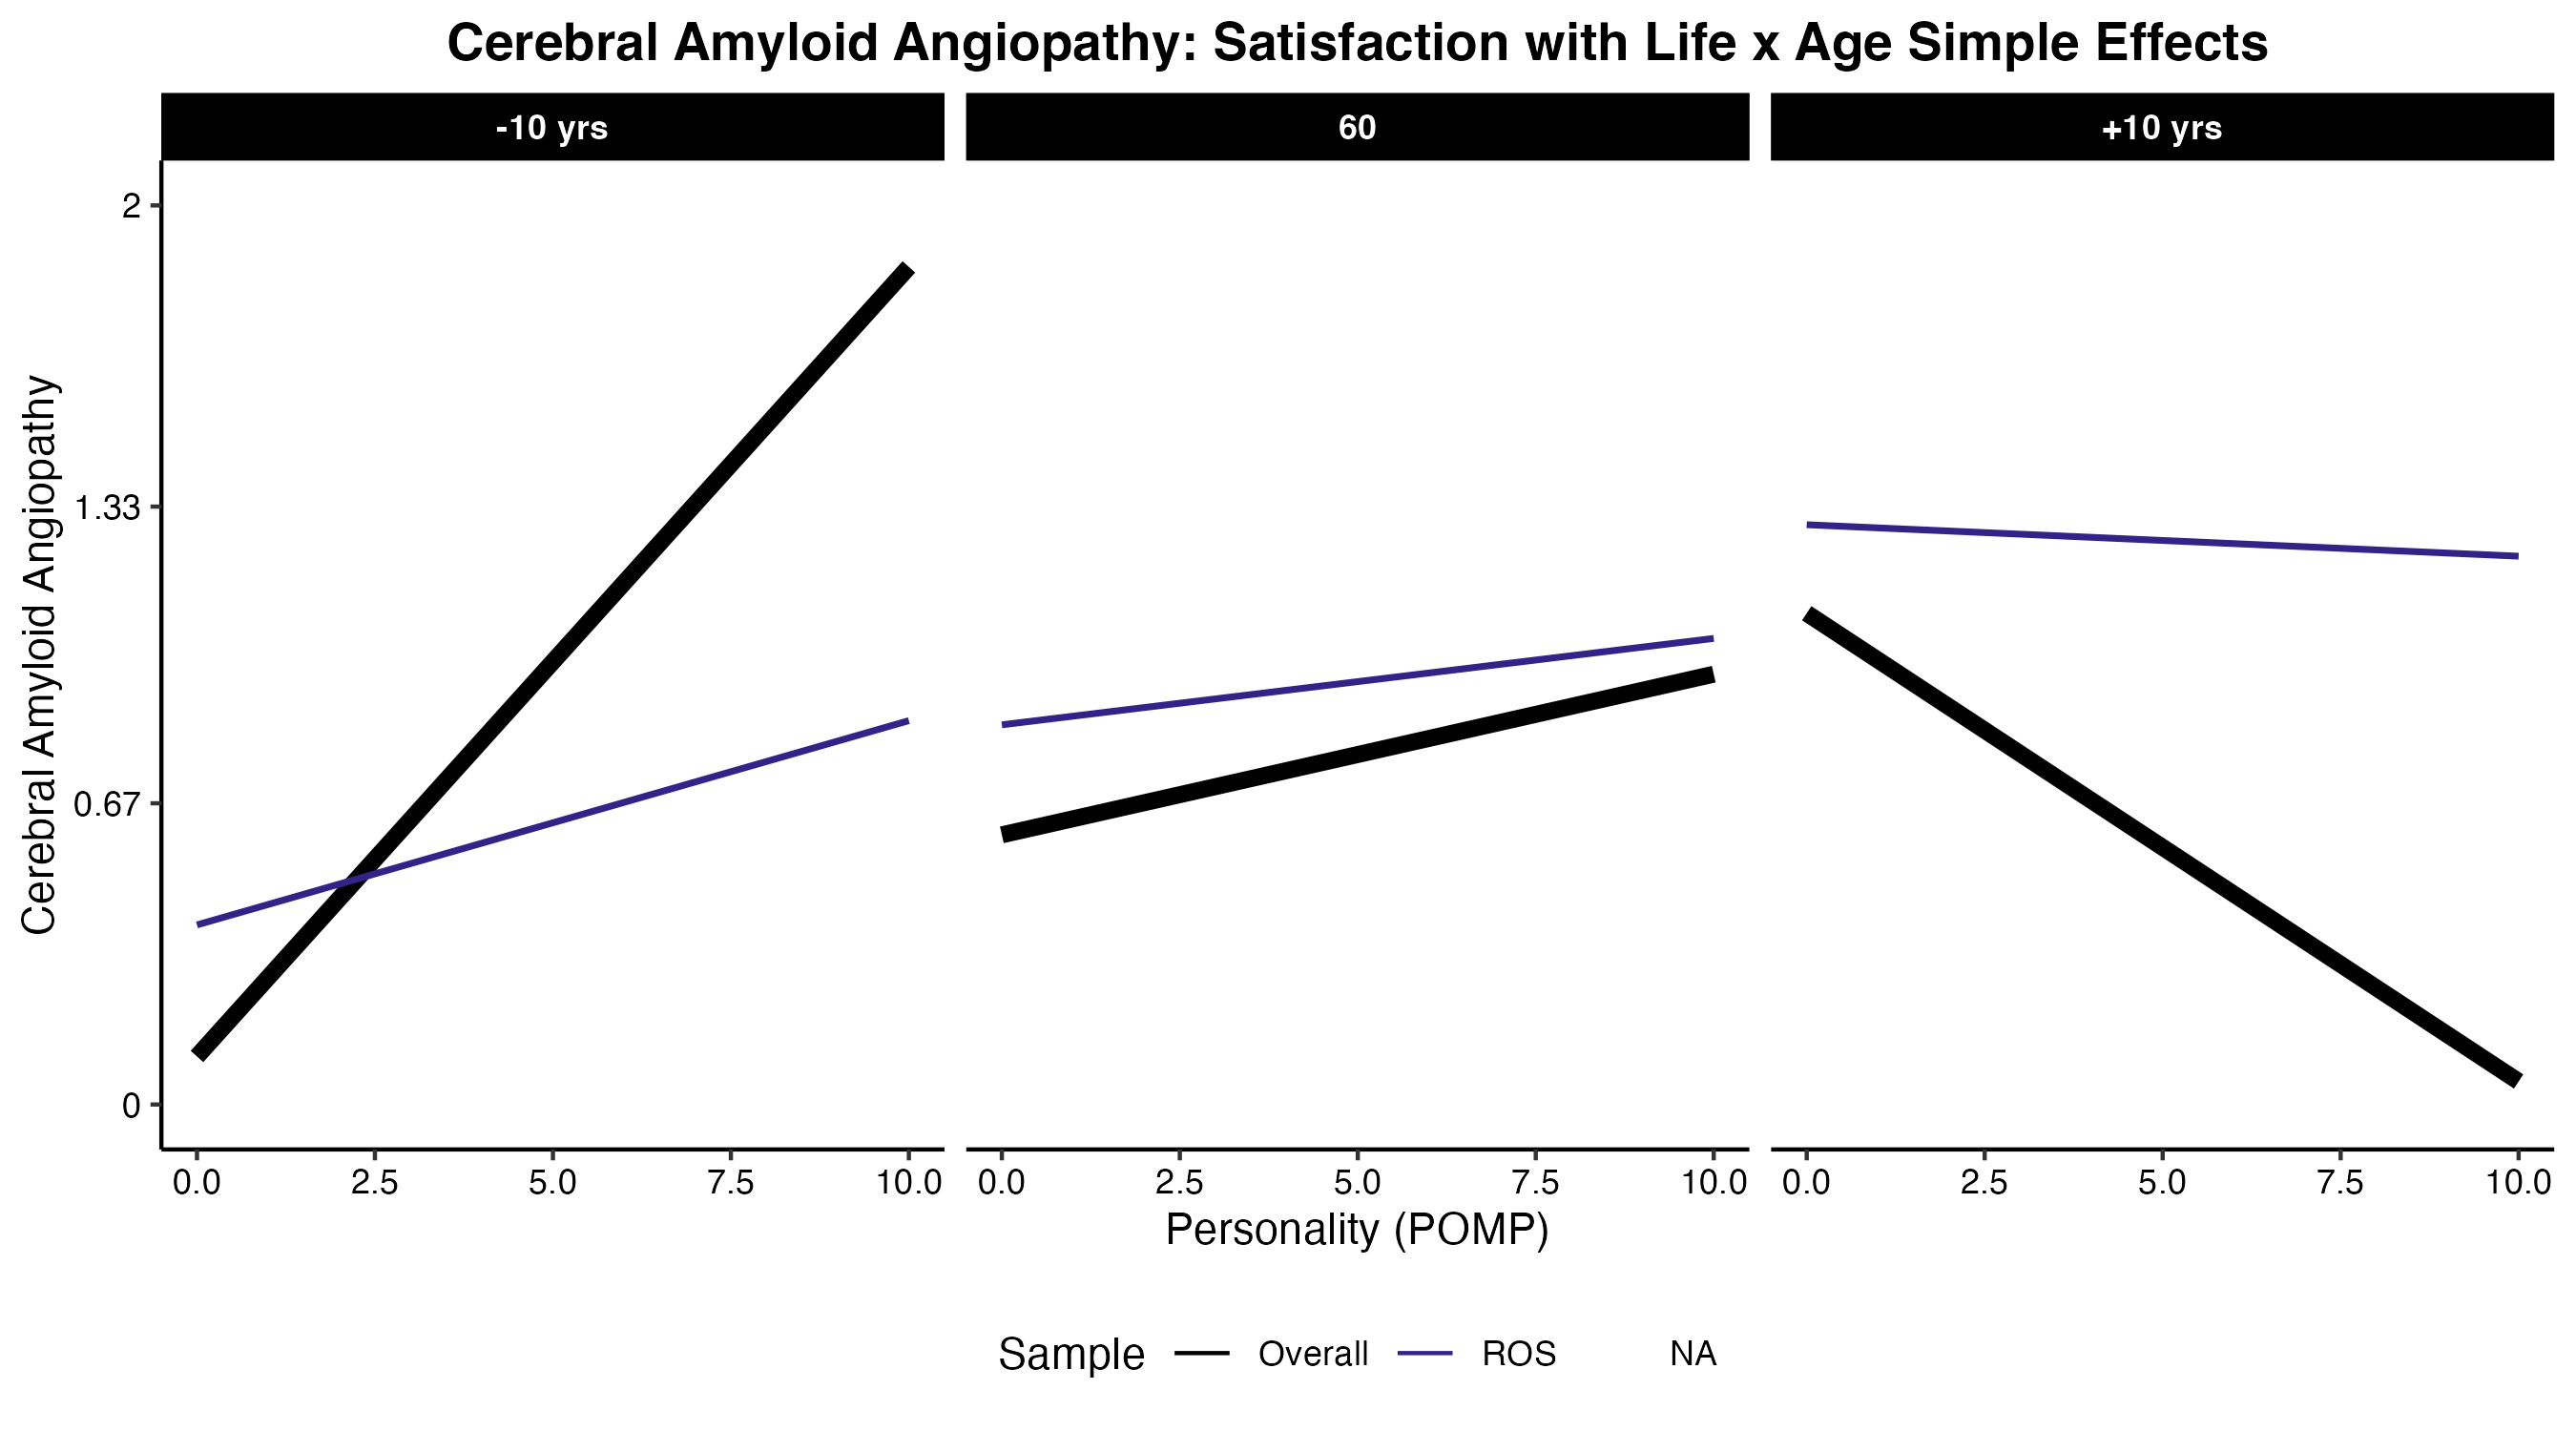 Cerebral Amyloid Angiopathy: Satisfaction with Life x Age Simple Effects
-10 yrs
60
+10 yrs
Cerebral Amyloid Angiopathy
2
1.33
0.67
0
0.0 2.5 5.0 7.5 10.0
0.0 2.5 5.0 7.5 10.0
0.0 2.5 5.0 7.5 10.0
Personality (POMP)
Sample Overall ROS NA